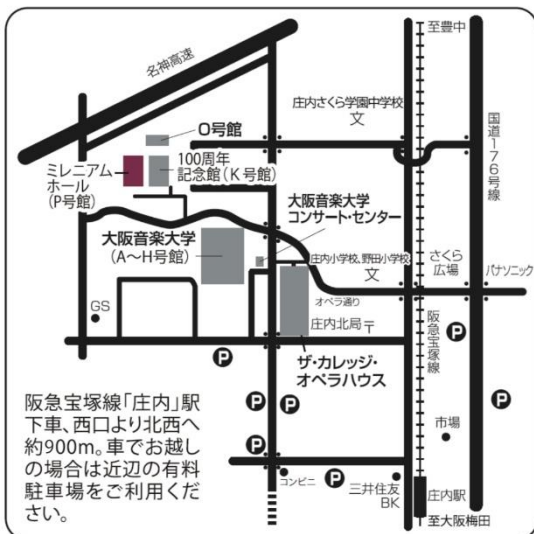 至豊中
名神高速
庄内さくら学園中学校
文
国道176号線
O号館
100周年
記念館(K号館)
ミレニアム
ホール
(P号館)
大阪音楽大学
コンサート・センター
大阪音楽大学
(A〜H号館)
庄内小学校,野田小学校
文
さくら
広場
パナソニック
オペラ通り
GS
庄内北局〒
阪急宝塚線
P
P
ザ・カレッジ・
オペラハウス
P
P
P
阪急宝塚線「庄内」駅
下車、西口より北西へ
約900m。車でお越し
の場合は近辺の有料
駐車場をご利用くだ
さい。
市場
P
コンビニ
P
三井住友
BK
庄内駅
至大阪梅田